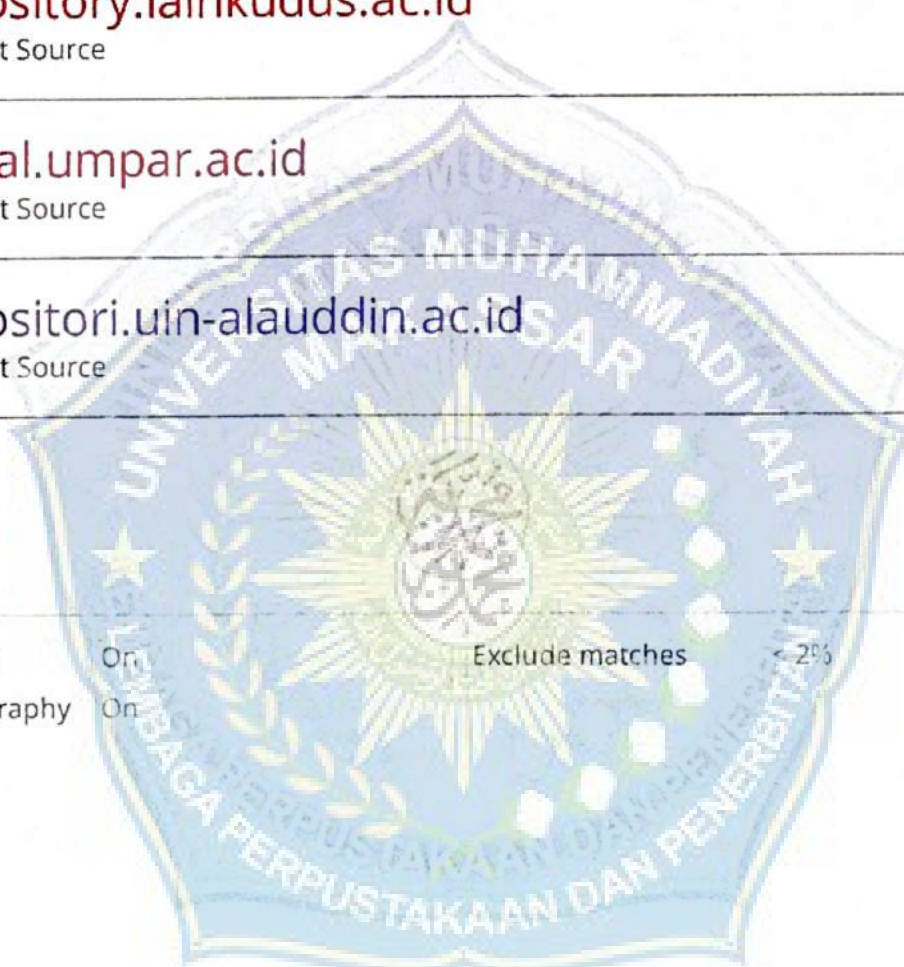 ository.iainkudus.ac.id
t Source
al.umpar.ac.id
t Source
ositori.uin-alauddin.ac.id
t Source
UNIVERSITAS MUHAMMADIYAH
MAKASSAR
On
Exclude matches < 2%
raphy On
LEMBAGA PERPUSTAKAAN DAN PENERBITAN